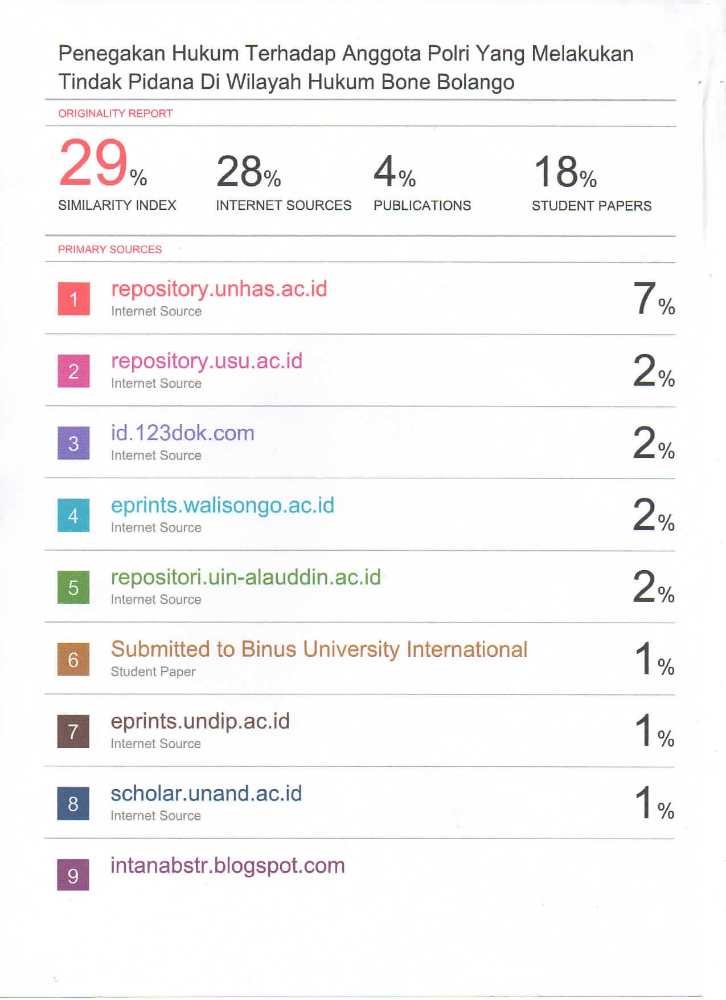 Penegakan Hukum Terhadap Anggota Polri Yang Melakukan
Tindak Pidana Di Wilayah Hukum Bone Bolango
ORIGINALITY REPORT
29% 28% 4% 18%
SIMILARITY INDEX INTERNET SOURCES PUBLICATIONS STUDENT PAPERS
PRIMARY SOURCES
1 repository.unhas.ac.id 7%
Internet Source
2 repository.usu.ac.id 2%
Internet Source
3 id.123dok.com 2%
Internet Source
4 eprints.walisongo.ac.id 2%
Internet Source
5 repositori.uin-alauddin.ac.id 2%
Internet Source
6 Submitted to Binus University International 1%
Student Paper
7 eprints.undip.ac.id 1%
Internet Source
8 scholar.unand.ac.id 1%
Internet Source
9 intanabstr.blogspot.com